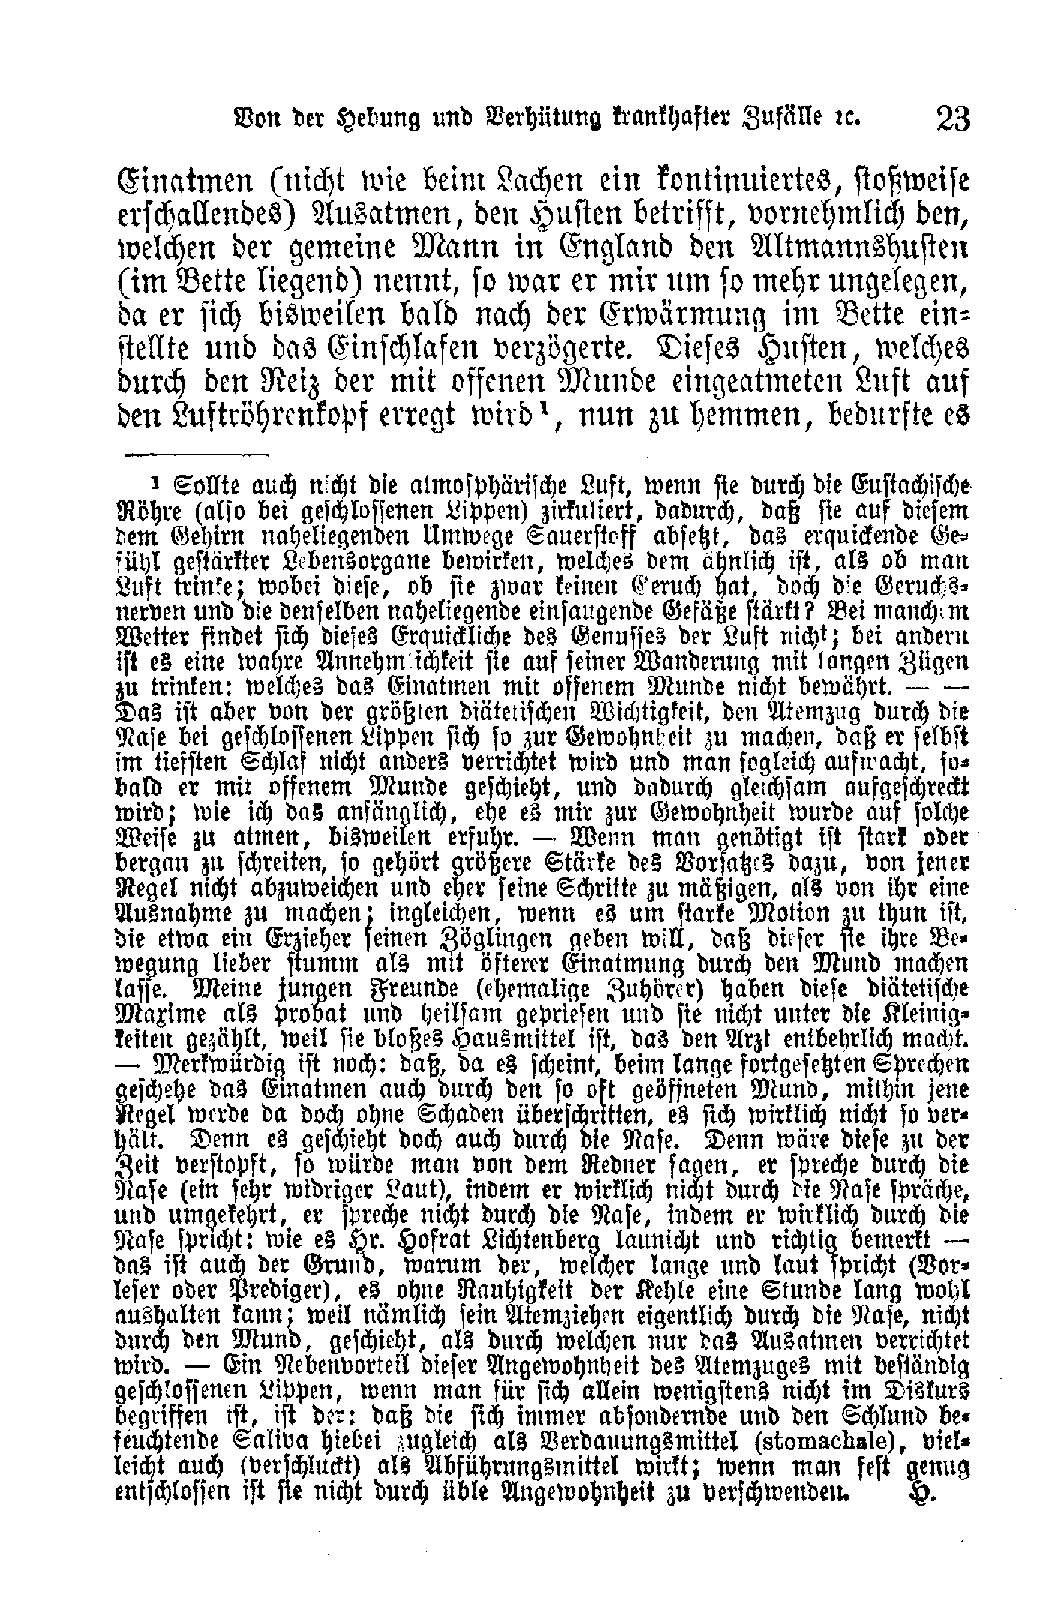 Von der Hebung und Verhütung krankhafter Zufälle ꝛc. 23
Einatmen (nicht wie beim Lachen ein kontinuiertes, stoßweise
erschallendes) Ausatmen, den Husten betrifft, vornehmlich den,
welchen der gemeine Mann in England den Altmannshusten
(im Bette liegend) nennt, so war er mir um so mehr ungelegen,
da er sich bisweilen bald nach der Erwärmung im Bette ein-
stellte und das Einschlafen verzögerte. Dieses Husten, welches
durch den Reiz der mit offenen Munde eingeatmeten Luft auf
den Luftröhrenkopf erregt wird¹, nun zu hemmen, bedurfte es
¹ Sollte auch nicht die atmosphärische Luft, wenn sie durch die Eustachische
Röhre (also bei geschlossenen Lippen) zirkuliert, dadurch, daß sie auf diesem
dem Gehirn naheliegenden Umwege Sauerstoff absetzt, das erquickende Ge-
fühl gestärkter Lebensorgane bewirken, welches dem ähnlich ist, als ob man
Luft trinke; wobei diese, ob sie zwar keinen Geruch hat, doch die Geruchs-
nerven und die denselben naheliegende einsaugende Gefäße stärkt? Bei manchem
Wetter findet sich dieses Erquickliche des Genusses der Luft nicht; bei andern
ist es eine wahre Annehmlichkeit sie auf seiner Wanderung mit langen Zügen
zu trinken: welches das Einatmen mit offenem Munde nicht bewährt. — —
Das ist aber von der größten diätetischen Wichtigkeit, den Atemzug durch die
Nase bei geschlossenen Lippen sich so zur Gewohnheit zu machen, daß er selbst
im tiefsten Schlaf nicht anders verrichtet wird und man sogleich aufwacht, so-
bald er mit offenem Munde geschieht, und dadurch gleichsam aufgeschreckt
wird; wie ich das anfänglich, ehe es mir zur Gewohnheit wurde auf solche
Weise zu atmen, bisweilen erfuhr. — Wenn man genötigt ist stark oder
bergan zu schreiten, so gehört größere Stärke des Vorsatzes dazu, von jener
Regel nicht abzuweichen und eher seine Schritte zu mäßigen, als von ihr eine
Ausnahme zu machen; ingleichen, wenn es um starke Motion zu thun ist,
die etwa ein Erzieher seinen Zöglingen geben will, daß dieser sie ihre Be-
wegung lieber stumm als mit öfterer Einatmung durch den Mund machen
lasse. Meine jungen Freunde (ehemalige Zuhörer) haben diese diätetische
Maxime als probat und heilsam gepriesen und sie nicht unter die Kleinig-
keiten gezählt, weil sie bloßes Hausmittel ist, das den Arzt entbehrlich macht.
— Merkwürdig ist noch: daß, da es scheint, beim lange fortgesetzten Sprechen
geschehe das Einatmen auch durch den so oft geöffneten Mund, mithin jene
Regel werde da doch ohne Schaden überschritten, es sich wirklich nicht so ver-
hält. Denn es geschieht doch auch durch die Nase. Denn wäre diese zu der
Zeit verstopft, so würde man von dem Redner sagen, er spreche durch die
Nase (ein sehr widriger Laut), indem er wirklich nicht durch die Nase spräche,
und umgekehrt, er spreche nicht durch die Nase, indem er wirklich durch die
Nase spricht: wie es Hr. Hofrat Lichtenberg launicht und richtig bemerkt —
das ist auch der Grund, warum der, welcher lange und laut spricht (Vor-
leser oder Prediger), es ohne Rauhigkeit der Kehle eine Stunde lang wohl
aushalten kann; weil nämlich sein Atemziehen eigentlich durch die Nase, nicht
durch den Mund, geschieht, als durch welchen nur das Ausatmen verrichtet
wird. — Ein Nebenvorteil dieser Angewohnheit des Atemzuges mit beständig
geschlossenen Lippen, wenn man für sich allein wenigstens nicht im Diskurs
begriffen ist, ist der: daß die sich immer absondernde und den Schlund be-
feuchtende Saliva hiebei zugleich als Verdauungsmittel (stomachale), viel-
leicht auch (verschluckt) als Abführungsmittel wirkt; wenn man fest genug
entschlossen ist sie nicht durch üble Angewohnheit zu verschwenden. H.